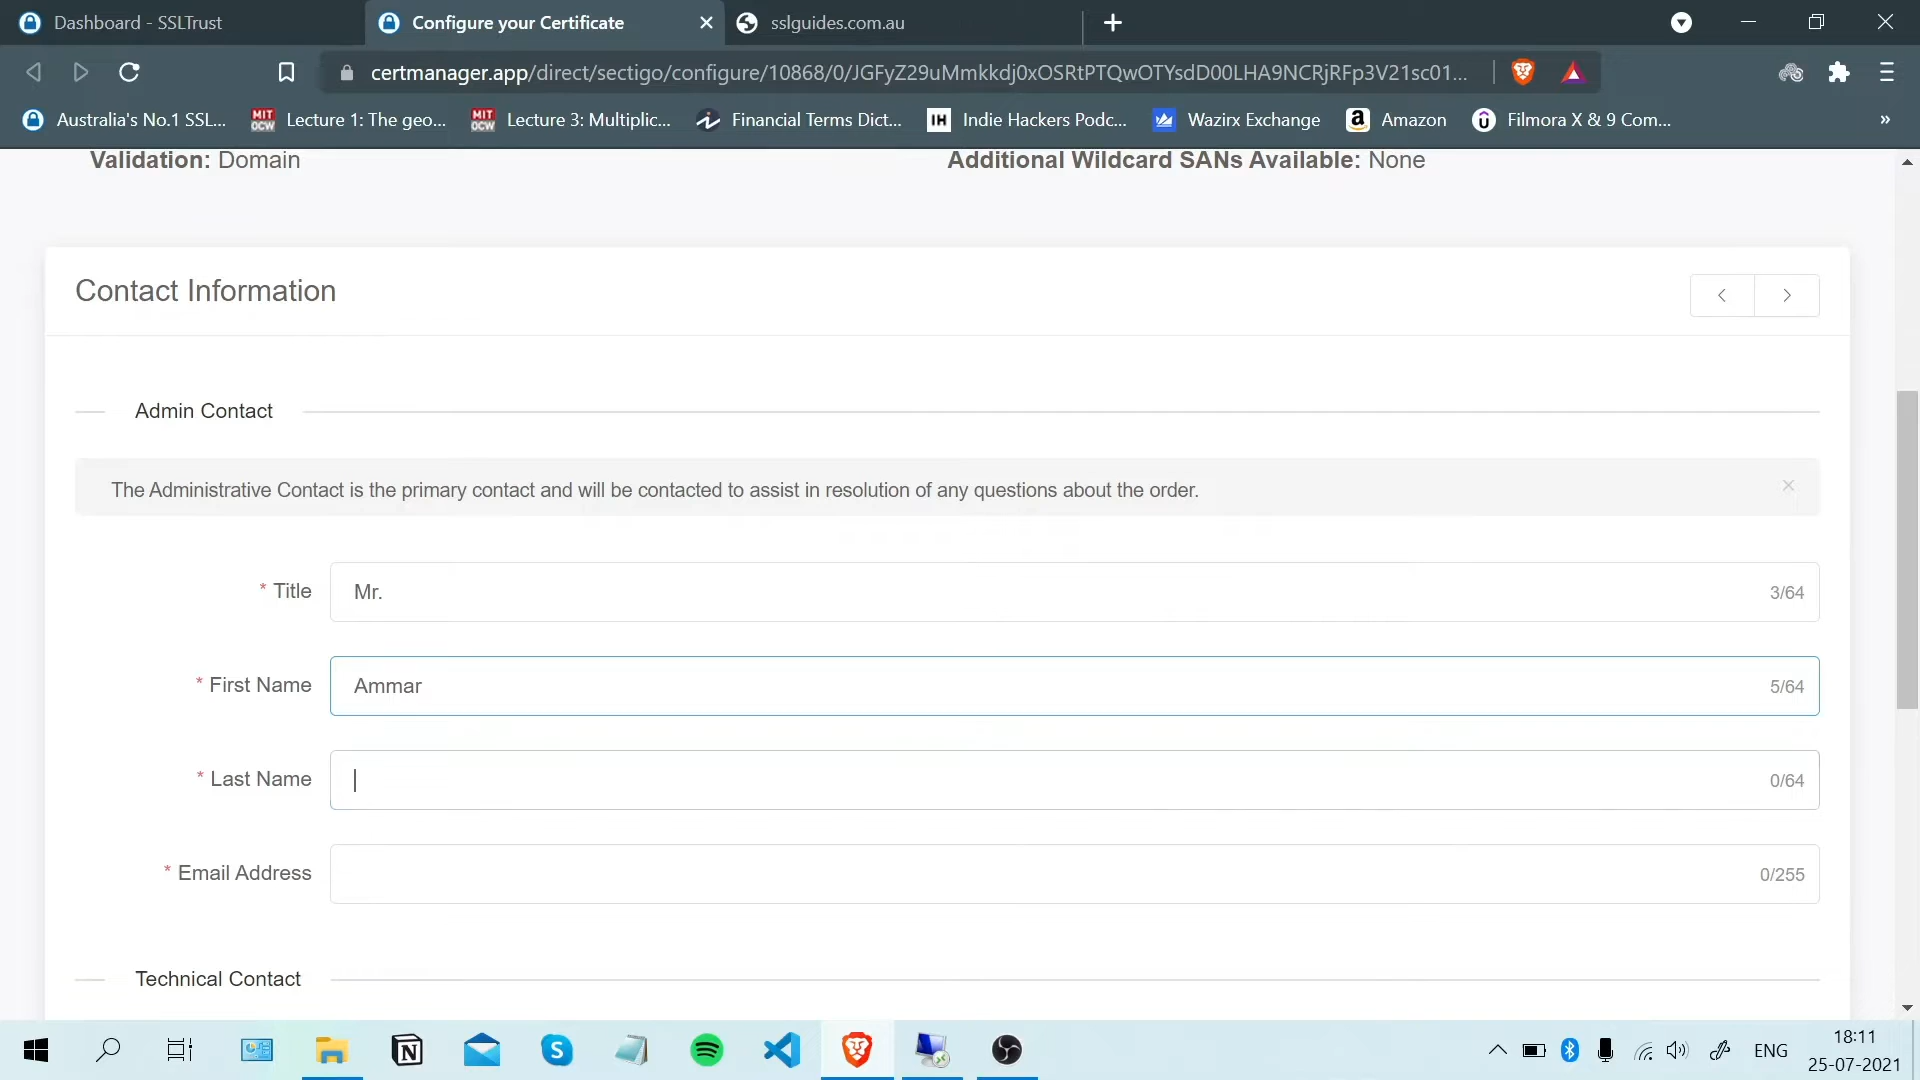 Dashboard - SSLTrust
Configure your Certificate
sslguides.com.au
certmanager.app/direct/sectigo/configure/10868/0/JGFyZ29uMmkkdj0xOSRtPTQwOTYsdD00LHA9NCRjRFp3V21sc01...
Australia's No.1 SSL...
MIT OCW
Lecture 1: The geo...
MIT OCW
Lecture 3: Multiplic...
Financial Terms Dict...
IH
Indie Hackers Podc...
Wazirx Exchange
a
Amazon
Filmora X & 9 Com...
»
Validation: Domain
Additional Wildcard SANs Available: None
Contact Information
Admin Contact
The Administrative Contact is the primary contact and will be contacted to assist in resolution of any questions about the order.
* Title
Mr.
3/64
* First Name
Ammar
5/64
* Last Name
0/64
* Email Address
0/255
Technical Contact
ENG
18:11
25-07-2021